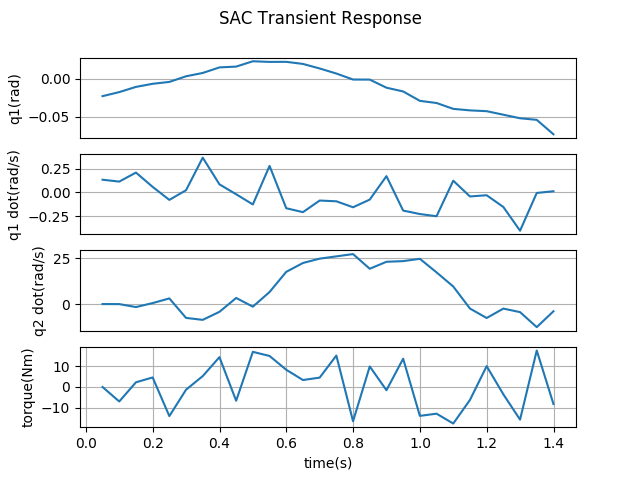 SAC Transient Response
q1(rad)
0.00
−0.05
q1 dot(rad/s)
0.25
0.00
−0.25
q2 dot(rad/s)
25
0
torque(Nm)
10
0
−10
0.0 0.2 0.4 0.6 0.8 1.0 1.2 1.4
time(s)